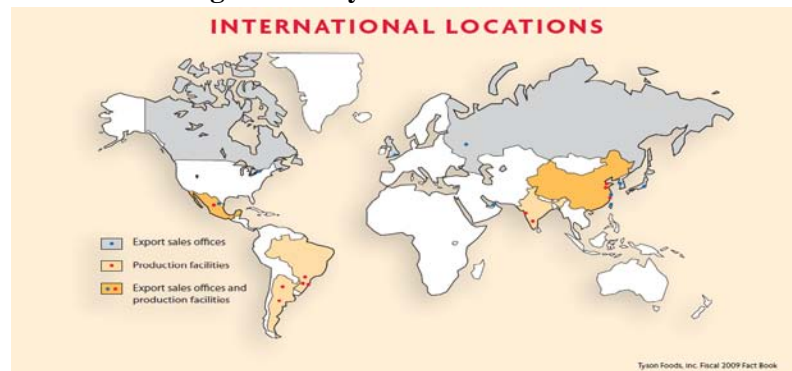 INTERNATIONAL LOCATIONS
Export sales offices
Production facilities
Export sales offices and
production facilities
Tyson Foods, Inc. Fiscal 2009 Fact Book